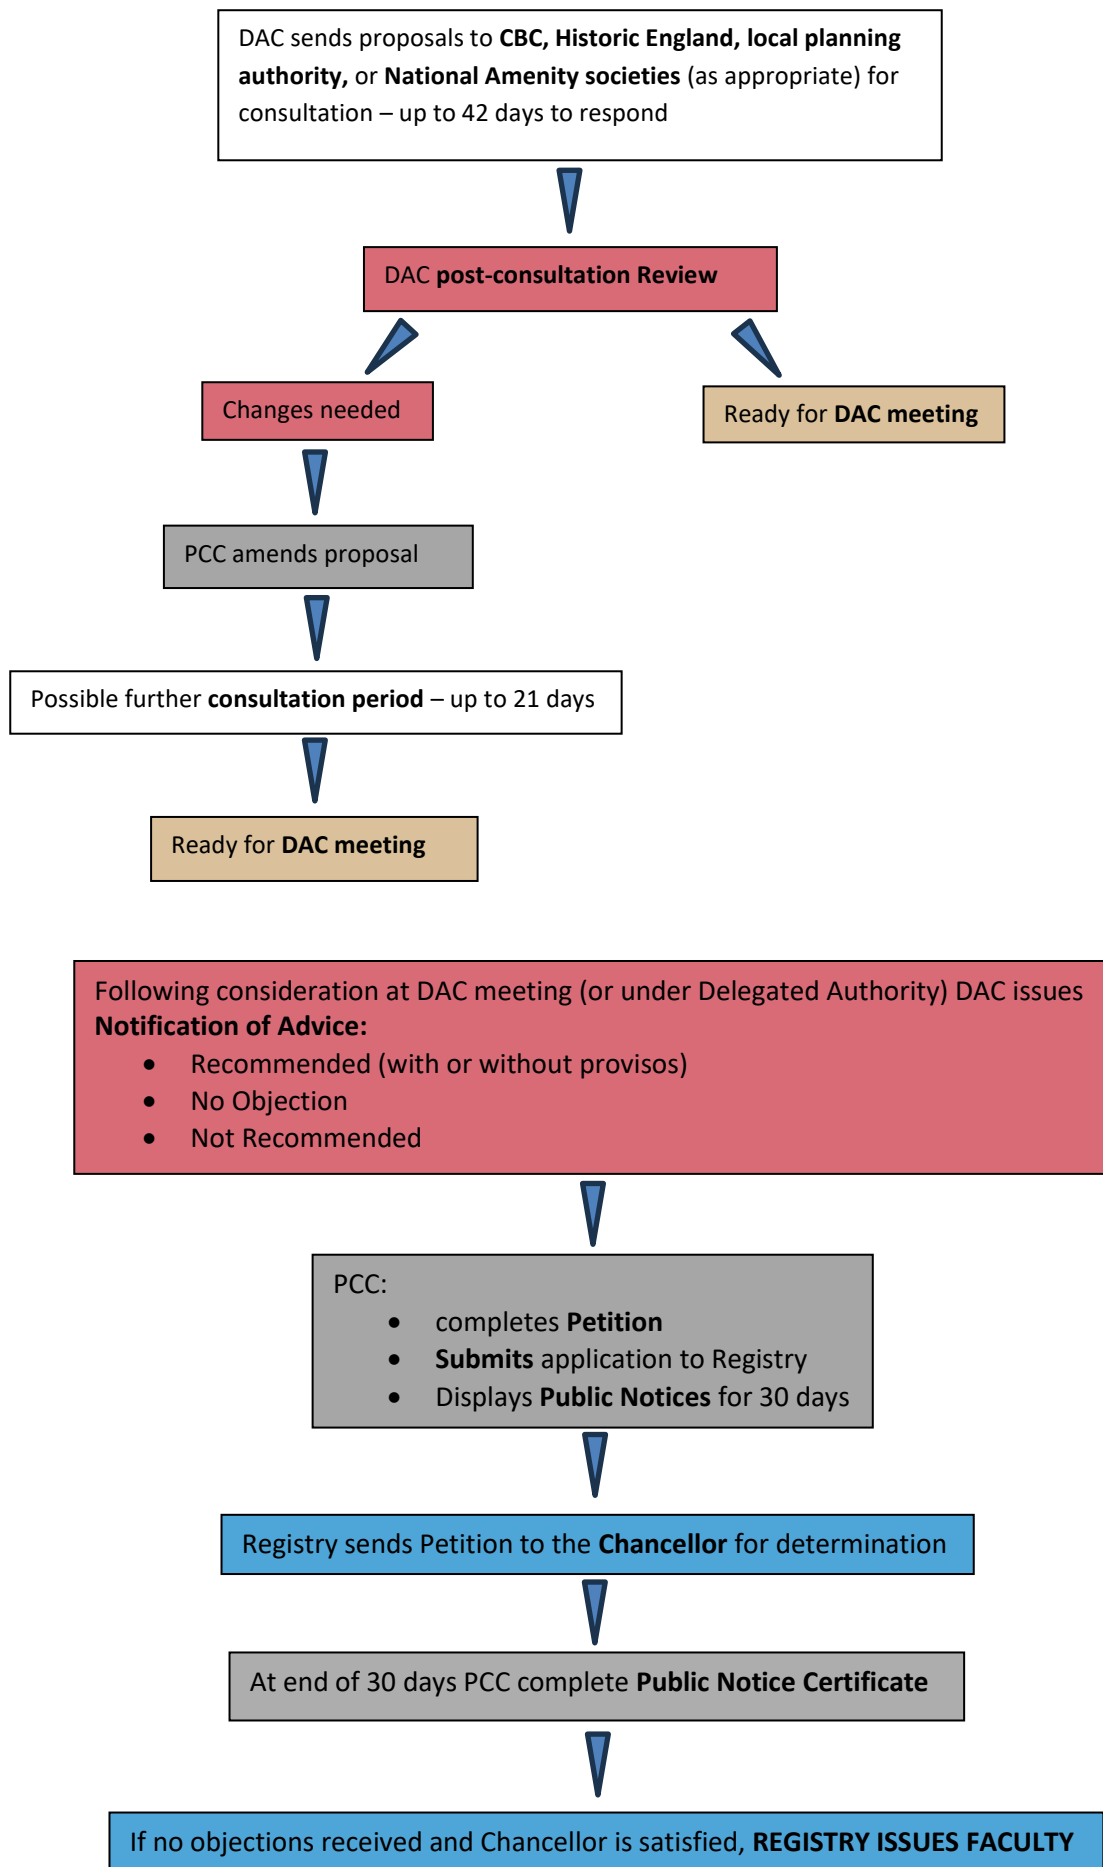 DAC sends proposals to CBC, Historic England, local planning
authority, or National Amenity societies (as appropriate) for
consultation – up to 42 days to respond
DAC post-consultation Review
Changes needed
Ready for DAC meeting
PCC amends proposal
Possible further consultation period – up to 21 days
Ready for DAC meeting
Following consideration at DAC meeting (or under Delegated Authority) DAC issues
Notification of Advice:
• Recommended (with or without provisos)
• No Objection
• Not Recommended
PCC:
• completes Petition
• Submits application to Registry
• Displays Public Notices for 30 days
Registry sends Petition to the Chancellor for determination
At end of 30 days PCC complete Public Notice Certificate
If no objections received and Chancellor is satisfied, REGISTRY ISSUES FACULTY